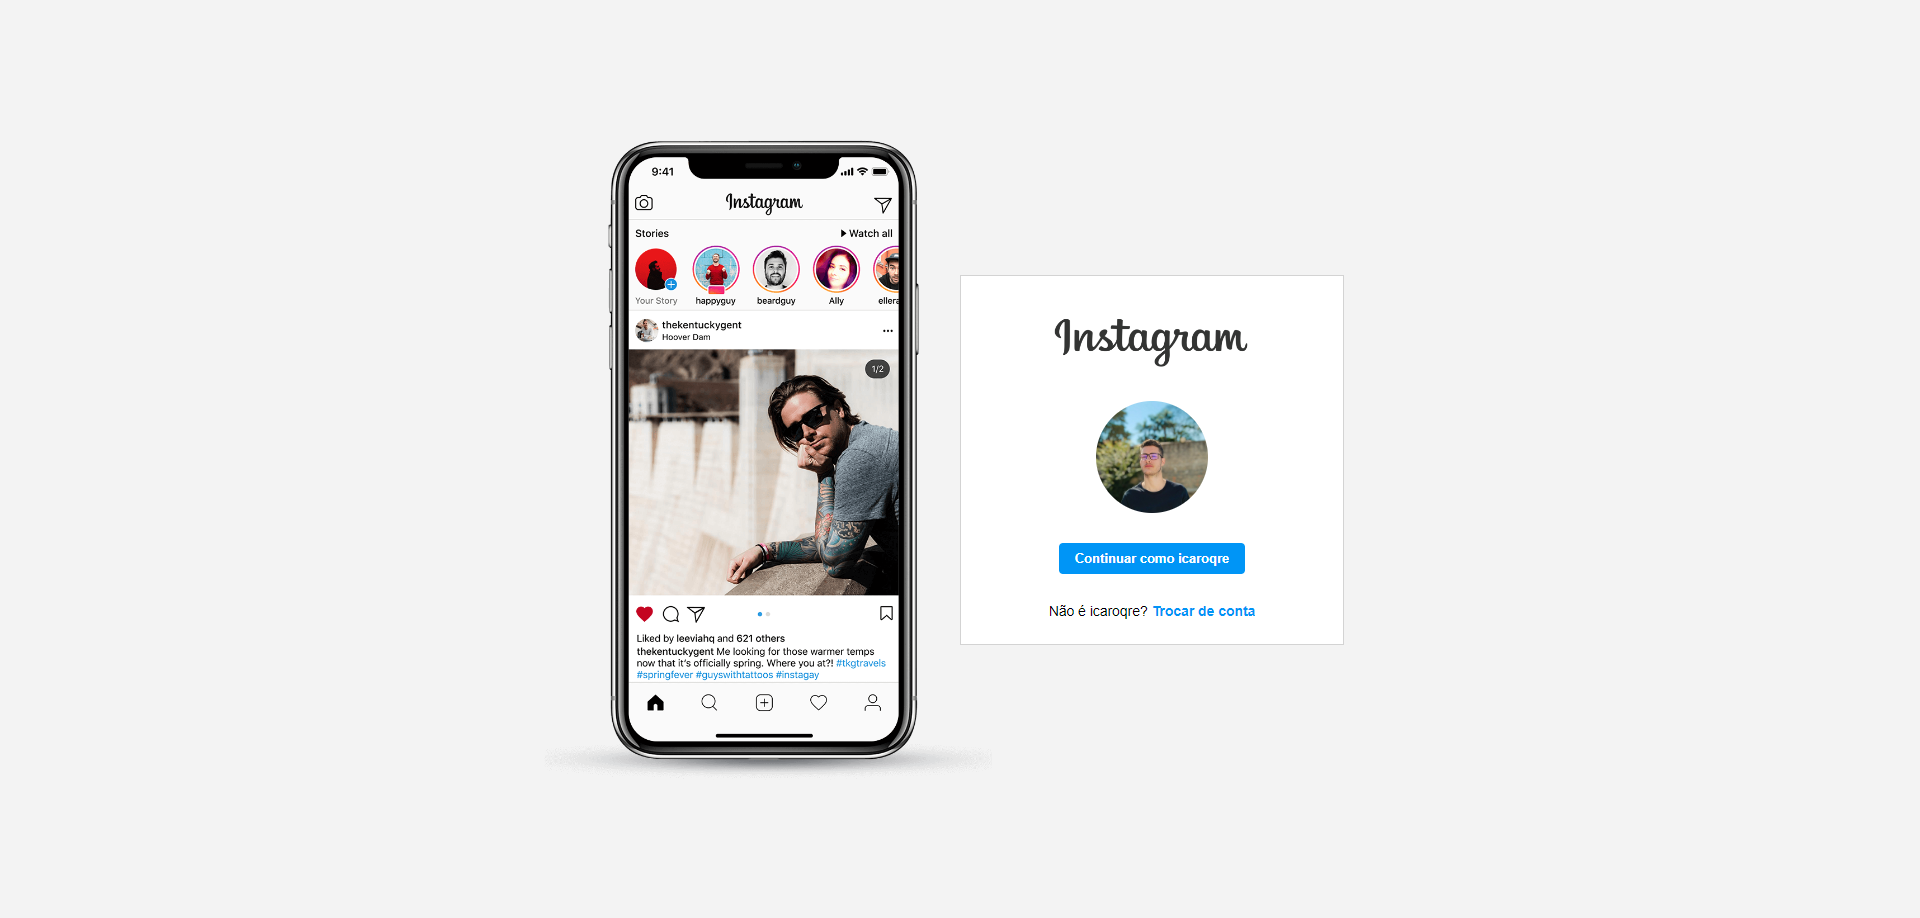 9:41
Instagram
Stories
Watch all
Your Story
happyguy
beardguy
Ally
ellera
thekentuckygent
Hoover Dam
1/2
Liked by leeviahq and 621 others
thekentuckygent Me looking for those warmer temps
now that it's officially spring. Where you at?! #tkgtravels
#springfever #guyswithtattoos #instagay
Instagram
Continuar como icaroqre
Não é icaroqre? Trocar de conta